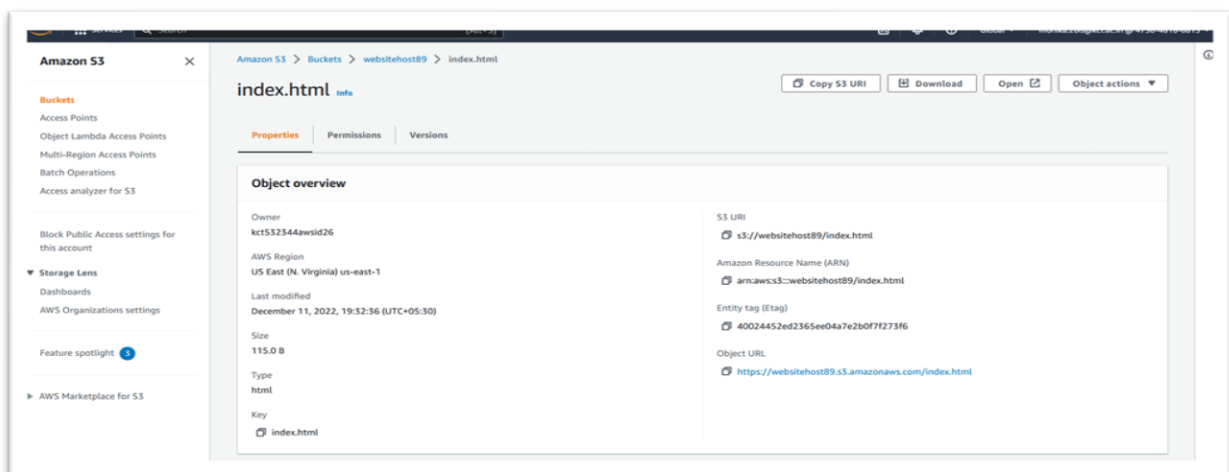 Services
Search
[Alt+S]
Global
Amazon S3
Buckets
Access Points
Object Lambda Access Points
Multi-Region Access Points
Batch Operations
Access analyzer for S3
Block Public Access settings for
this account
Storage Lens
Dashboards
AWS Organizations settings
Feature spotlight 3
AWS Marketplace for S3
Amazon S3 > Buckets > websitehost89 > index.html
index.html Info
Copy S3 URI
Download
Open
Object actions
Properties
Permissions
Versions
Object overview
Owner
kct532344awsid26
AWS Region
US East (N. Virginia) us-east-1
Last modified
December 11, 2022, 19:32:36 (UTC+05:30)
Size
115.0 B
Type
html
Key
index.html
S3 URI
s3://websitehost89/index.html
Amazon Resource Name (ARN)
arn:aws:s3:::websitehost89/index.html
Entity tag (Etag)
40024452ed2365ee04a7e2b0f7f273f6
Object URL
https://websitehost89.s3.amazonaws.com/index.html